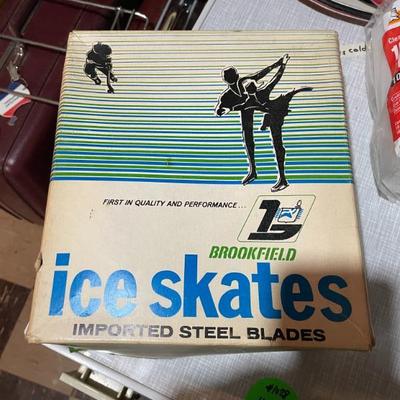 FIRST IN QUALITY AND PERFORMANCE...
BROOKFIELD
ice skates
IMPORTED STEEL BLADES